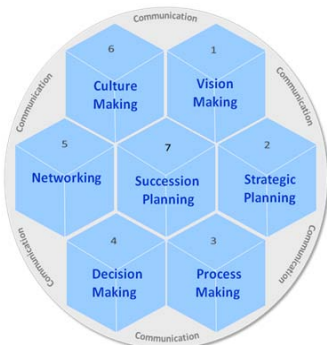 Communication
6
Culture
Making
1
Vision
Making
Communication
Communication
5
Networking
7
Succession
Planning
2
Strategic
Planning
4
Decision
Making
3
Process
Making
Communication
Communication
Communication